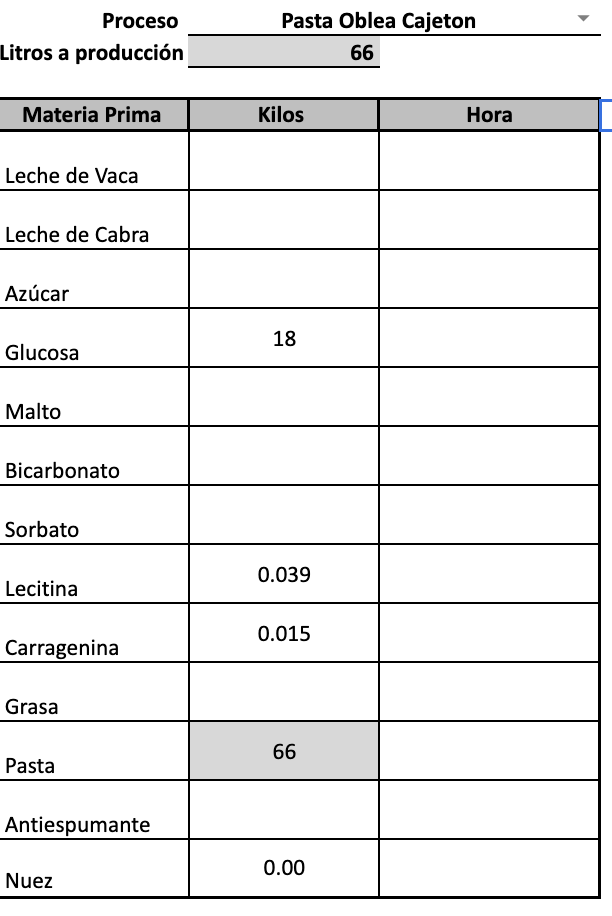 Proceso Pasta Oblea Cajeton
Litros a producción 66
Materia Prima Kilos Hora
Leche de Vaca
Leche de Cabra
Azúcar
Glucosa 18
Malto
Bicarbonato
Sorbato
Lecitina 0.039
Carragenina 0.015
Grasa
Pasta 66
Antiespumante
Nuez 0.00